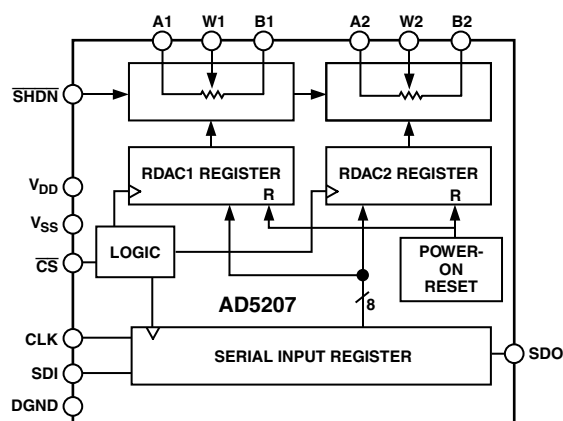 A1 W1 B1 A2 W2 B2
SHDN
RDAC1 REGISTER
R
RDAC2 REGISTER
R
VDD
VSS
CS
LOGIC
POWER-
ON
RESET
AD5207
8
CLK
SERIAL INPUT REGISTER
SDO
SDI
DGND